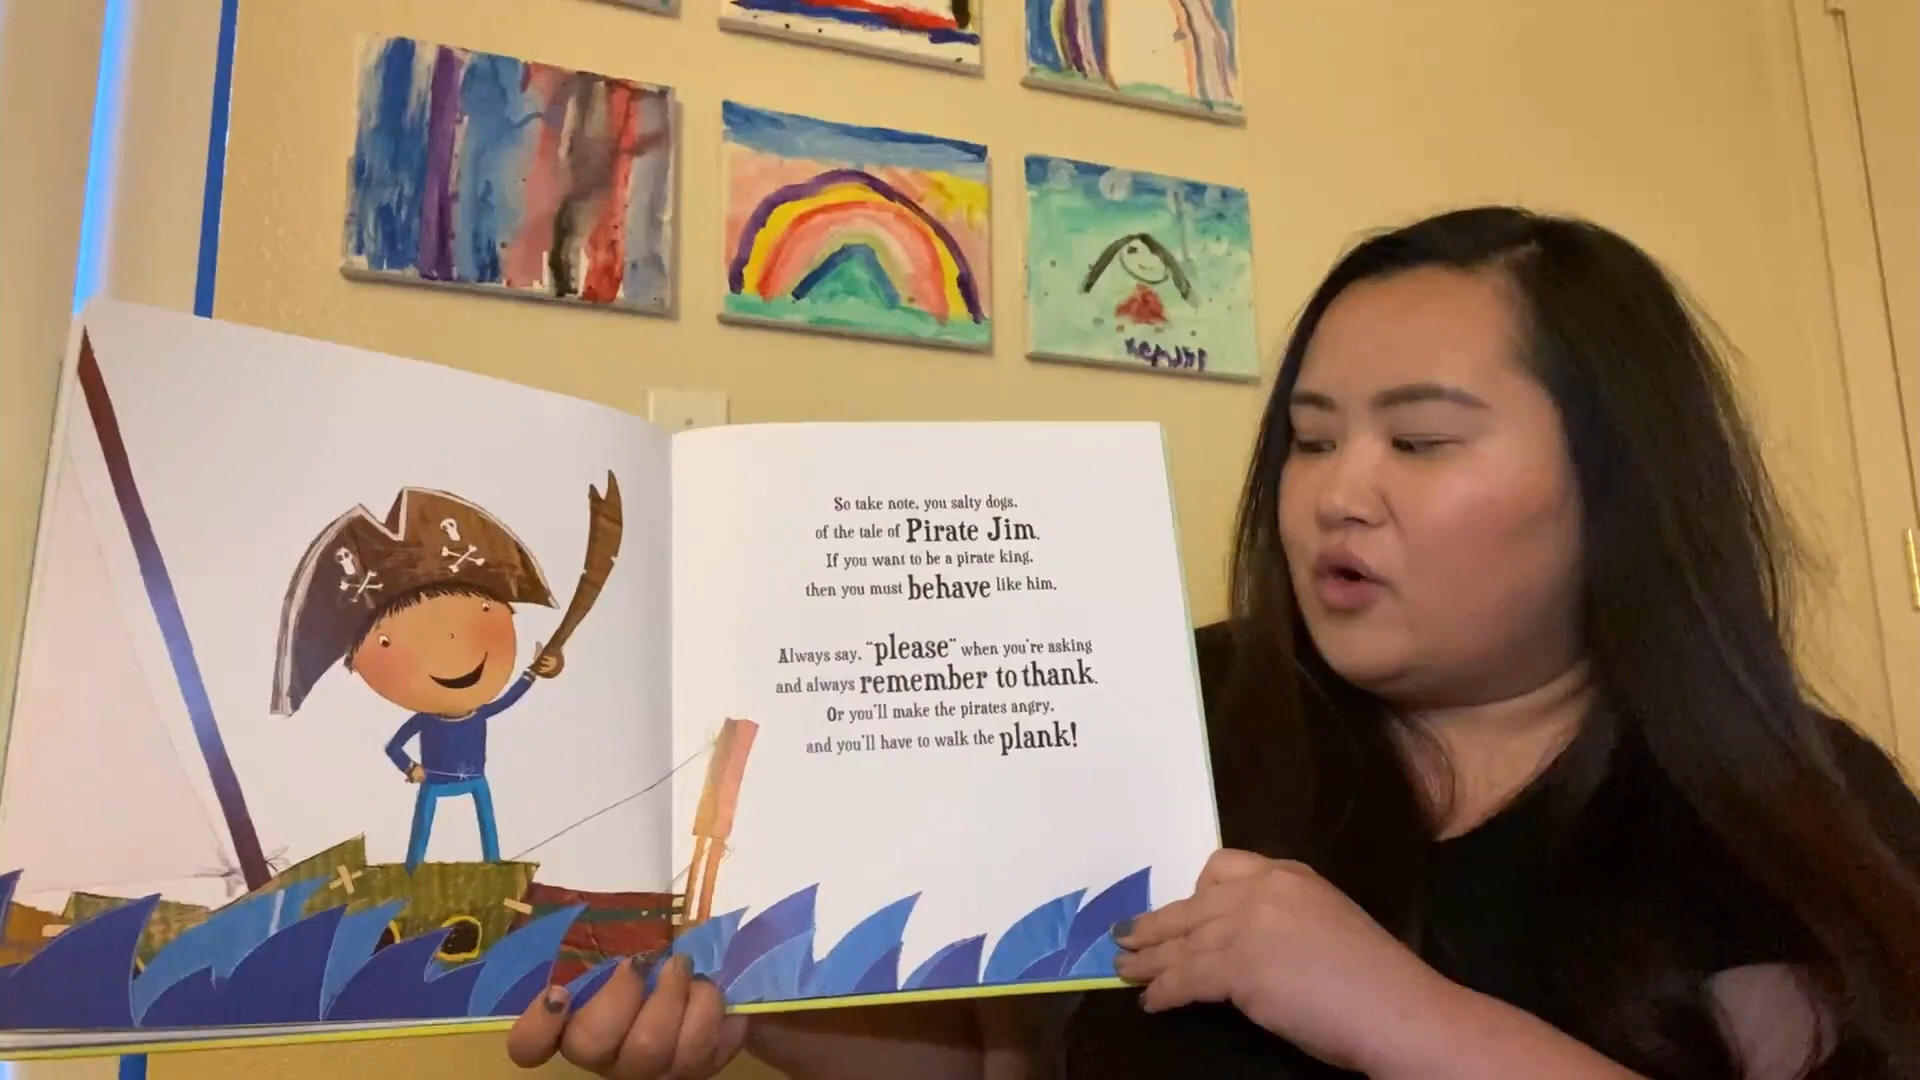 So take note, you salty dogs,
of the tale of Pirate Jim.
If you want to be a pirate king,
then you must behave like him.
Always say, "please" when you're asking
and always remember to thank.
Or you'll make the pirates angry,
and you'll have to walk the plank!